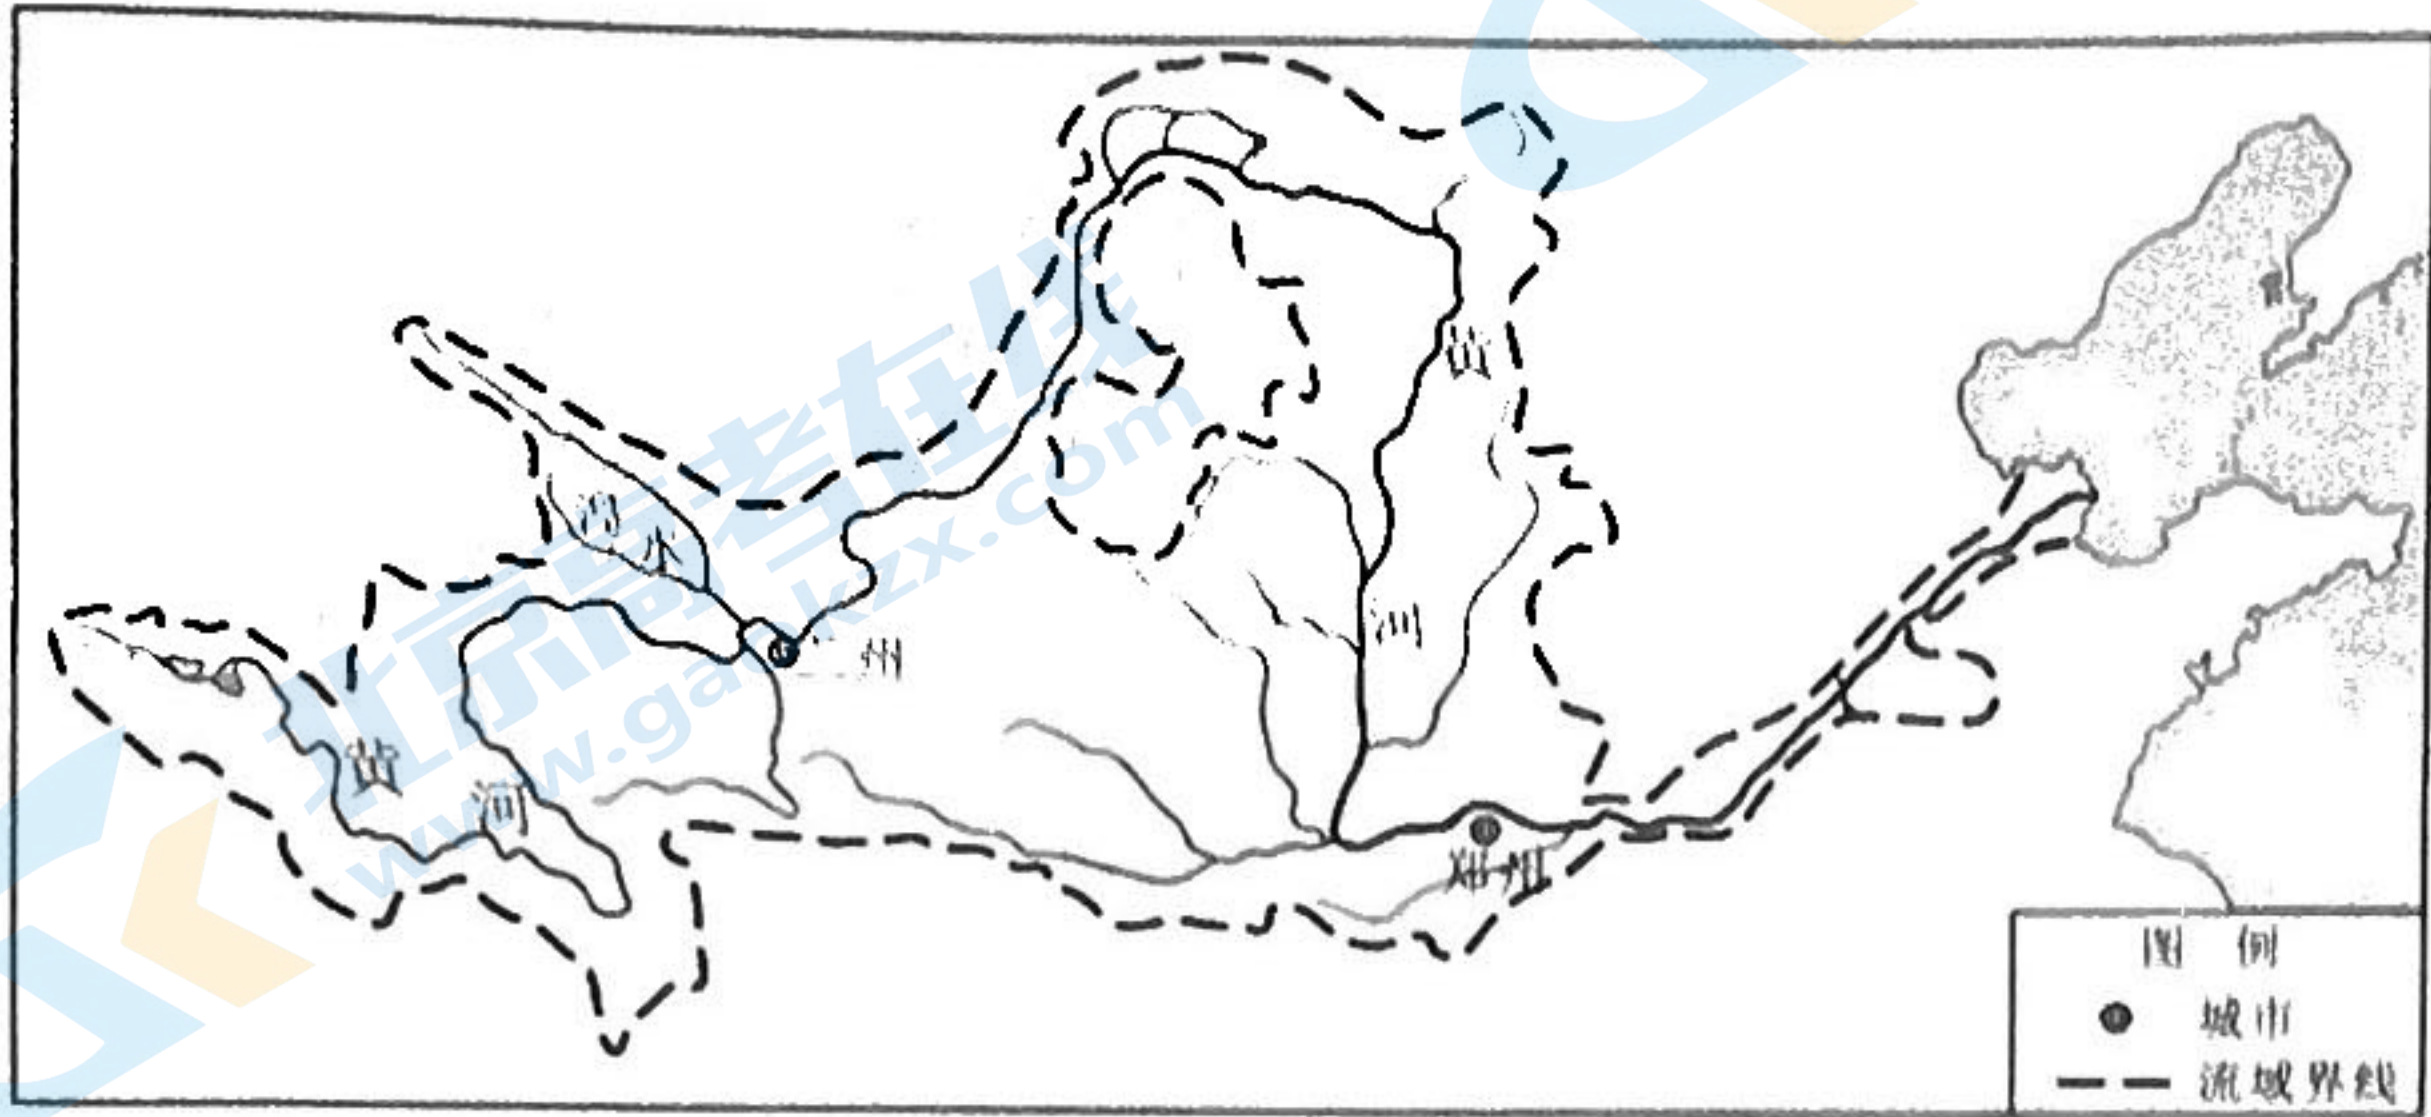 黄
河
水
州
黄
河
川
郑州
图 例
城市
流域界线
北京高考在线
www.gaokzx.com